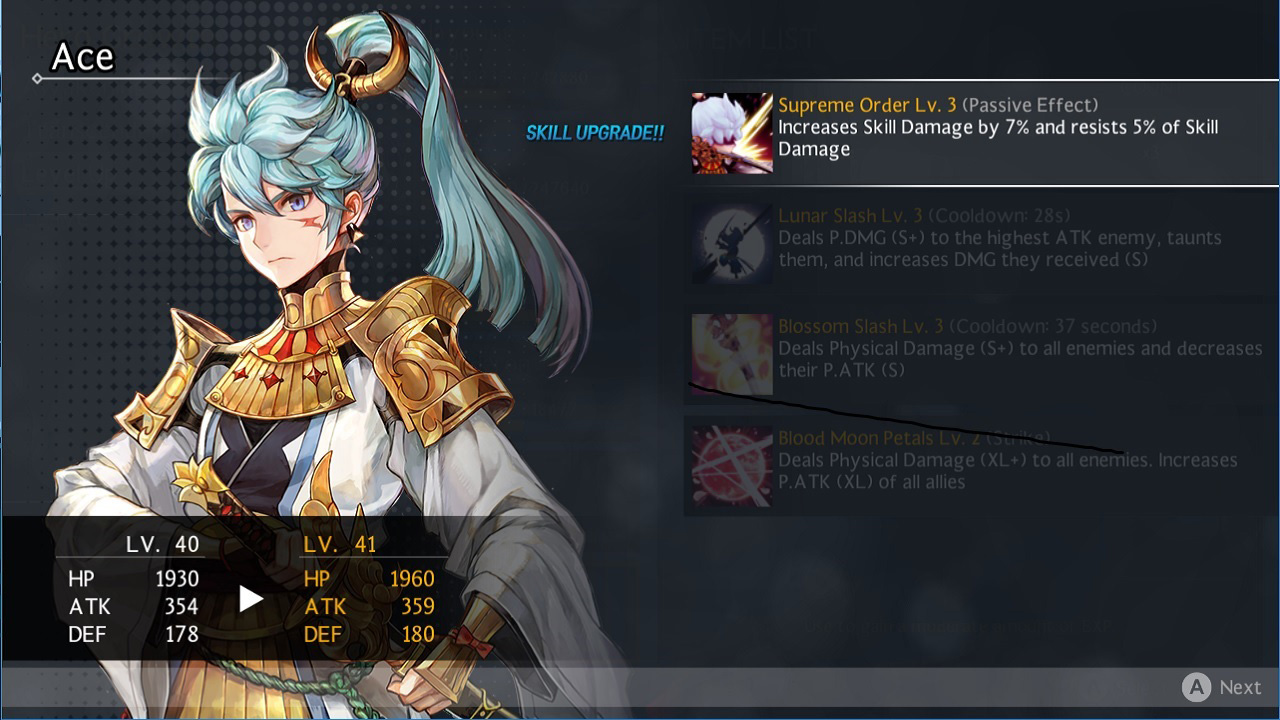 Ace
SKILL UPGRADE!!
Supreme Order Lv. 3 (Passive Effect)
Increases Skill Damage by 7% and resists 5% of Skill
Damage
Lunar Slash Lv. 3 (Cooldown: 28s)
Deals P.DMG (S+) to the highest ATK enemy, taunts
them, and increases DMG they received (S)
Blossom Slash Lv. 3 (Cooldown: 37 seconds)
Deals Physical Damage (S+) to all enemies and decreases
their P.ATK (S)
Blood Moon Petals Lv. 2 (Strike)
Deals Physical Damage (XL+) to all enemies. Increases
P.ATK (XL) of all allies
LV. 40
HP 1930
ATK 354
DEF 178
LV. 41
HP 1960
ATK 359
DEF 180
A Next